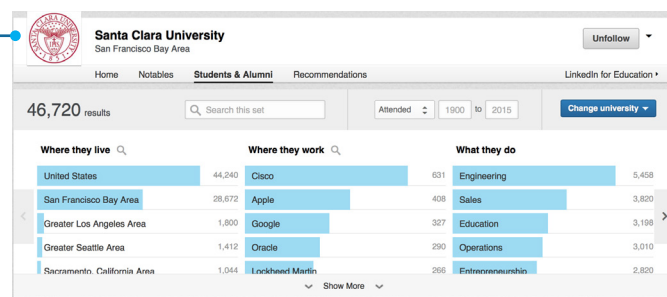 Santa Clara University
San Francisco Bay Area
Unfollow
Home Notables Students & Alumni Recommendations LinkedIn for Education
46,720 results
Search this set
Attended 1900 to 2015
Change university
Where they live
United States 44,240
San Francisco Bay Area 28,672
Greater Los Angeles Area 1,800
Greater Seattle Area 1,412
Sacramento, California Area 1,044
Where they work
Cisco 631
Apple 408
Google 327
Oracle 290
Lockheed Martin 266
What they do
Engineering 5,458
Sales 3,820
Education 3,198
Operations 3,010
Entrepreneurship 2,820
Show More